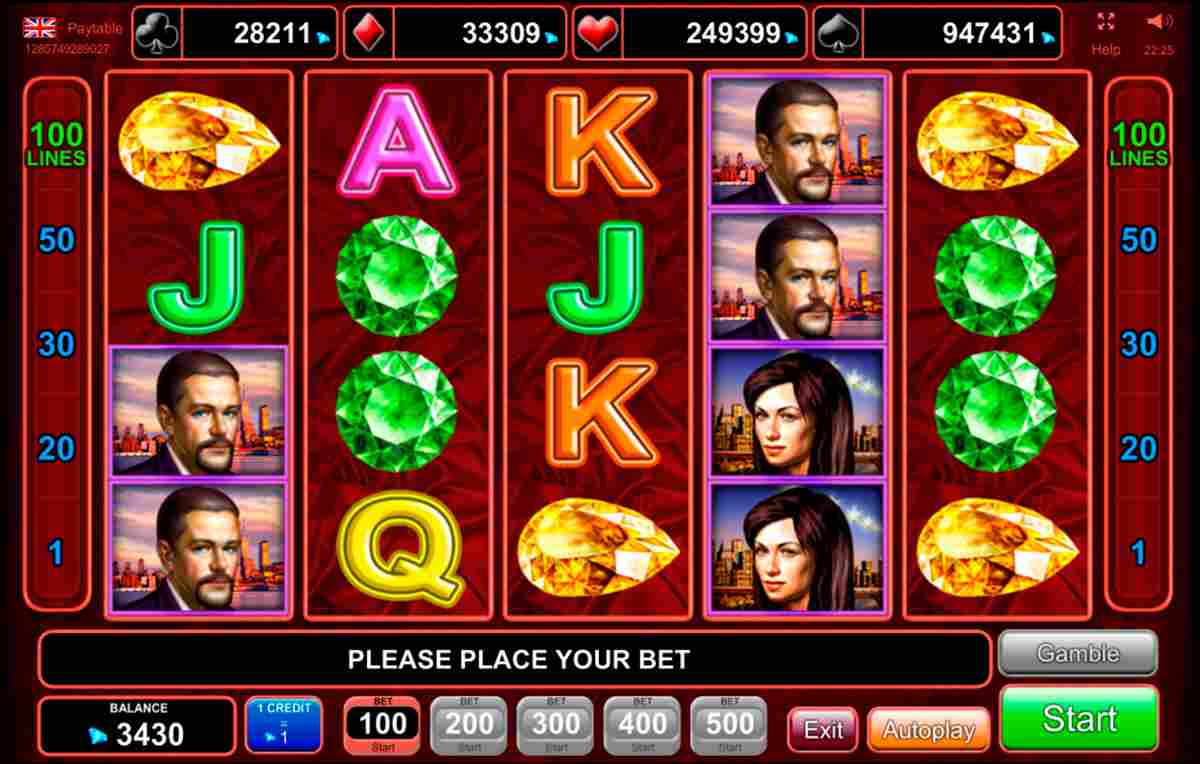 Paytable
1285749289027
28211
33309
249399
947431
Help
22:25
100
LINES
50
30
20
1
A
K
J
J
K
Q
100
LINES
50
30
20
1
PLEASE PLACE YOUR BET
Gamble
BALANCE
3430
1 CREDIT
=
1
BET
100
Start
BET
200
Start
BET
300
Start
BET
400
Start
BET
500
Start
Exit
Autoplay
Start